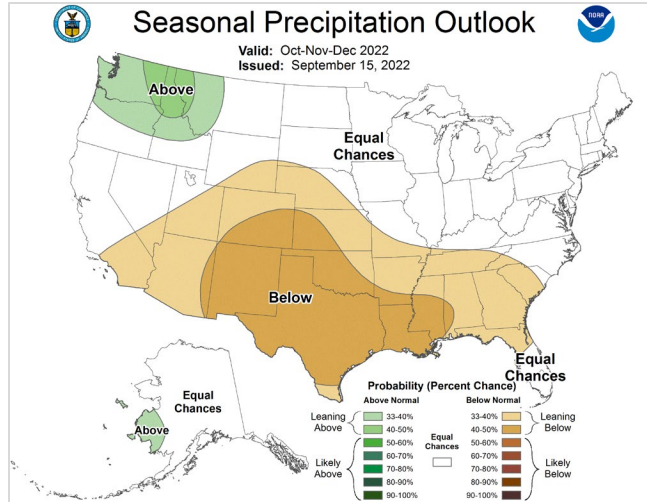 Seasonal Precipitation Outlook
Valid: Oct-Nov-Dec 2022
Issued: September 15, 2022
NOAA
Above
Equal
Chances
Below
Equal
Chances
Equal
Chances
Above
Probability (Percent Chance)
Above Normal
Below Normal
Leaning
Above
33-40%
40-50%
Likely
Above
50-60%
60-70%
70-80%
80-90%
90-100%
Equal
Chances
33-40%
40-50%
Leaning
Below
50-60%
60-70%
70-80%
80-90%
90-100%
Likely
Below